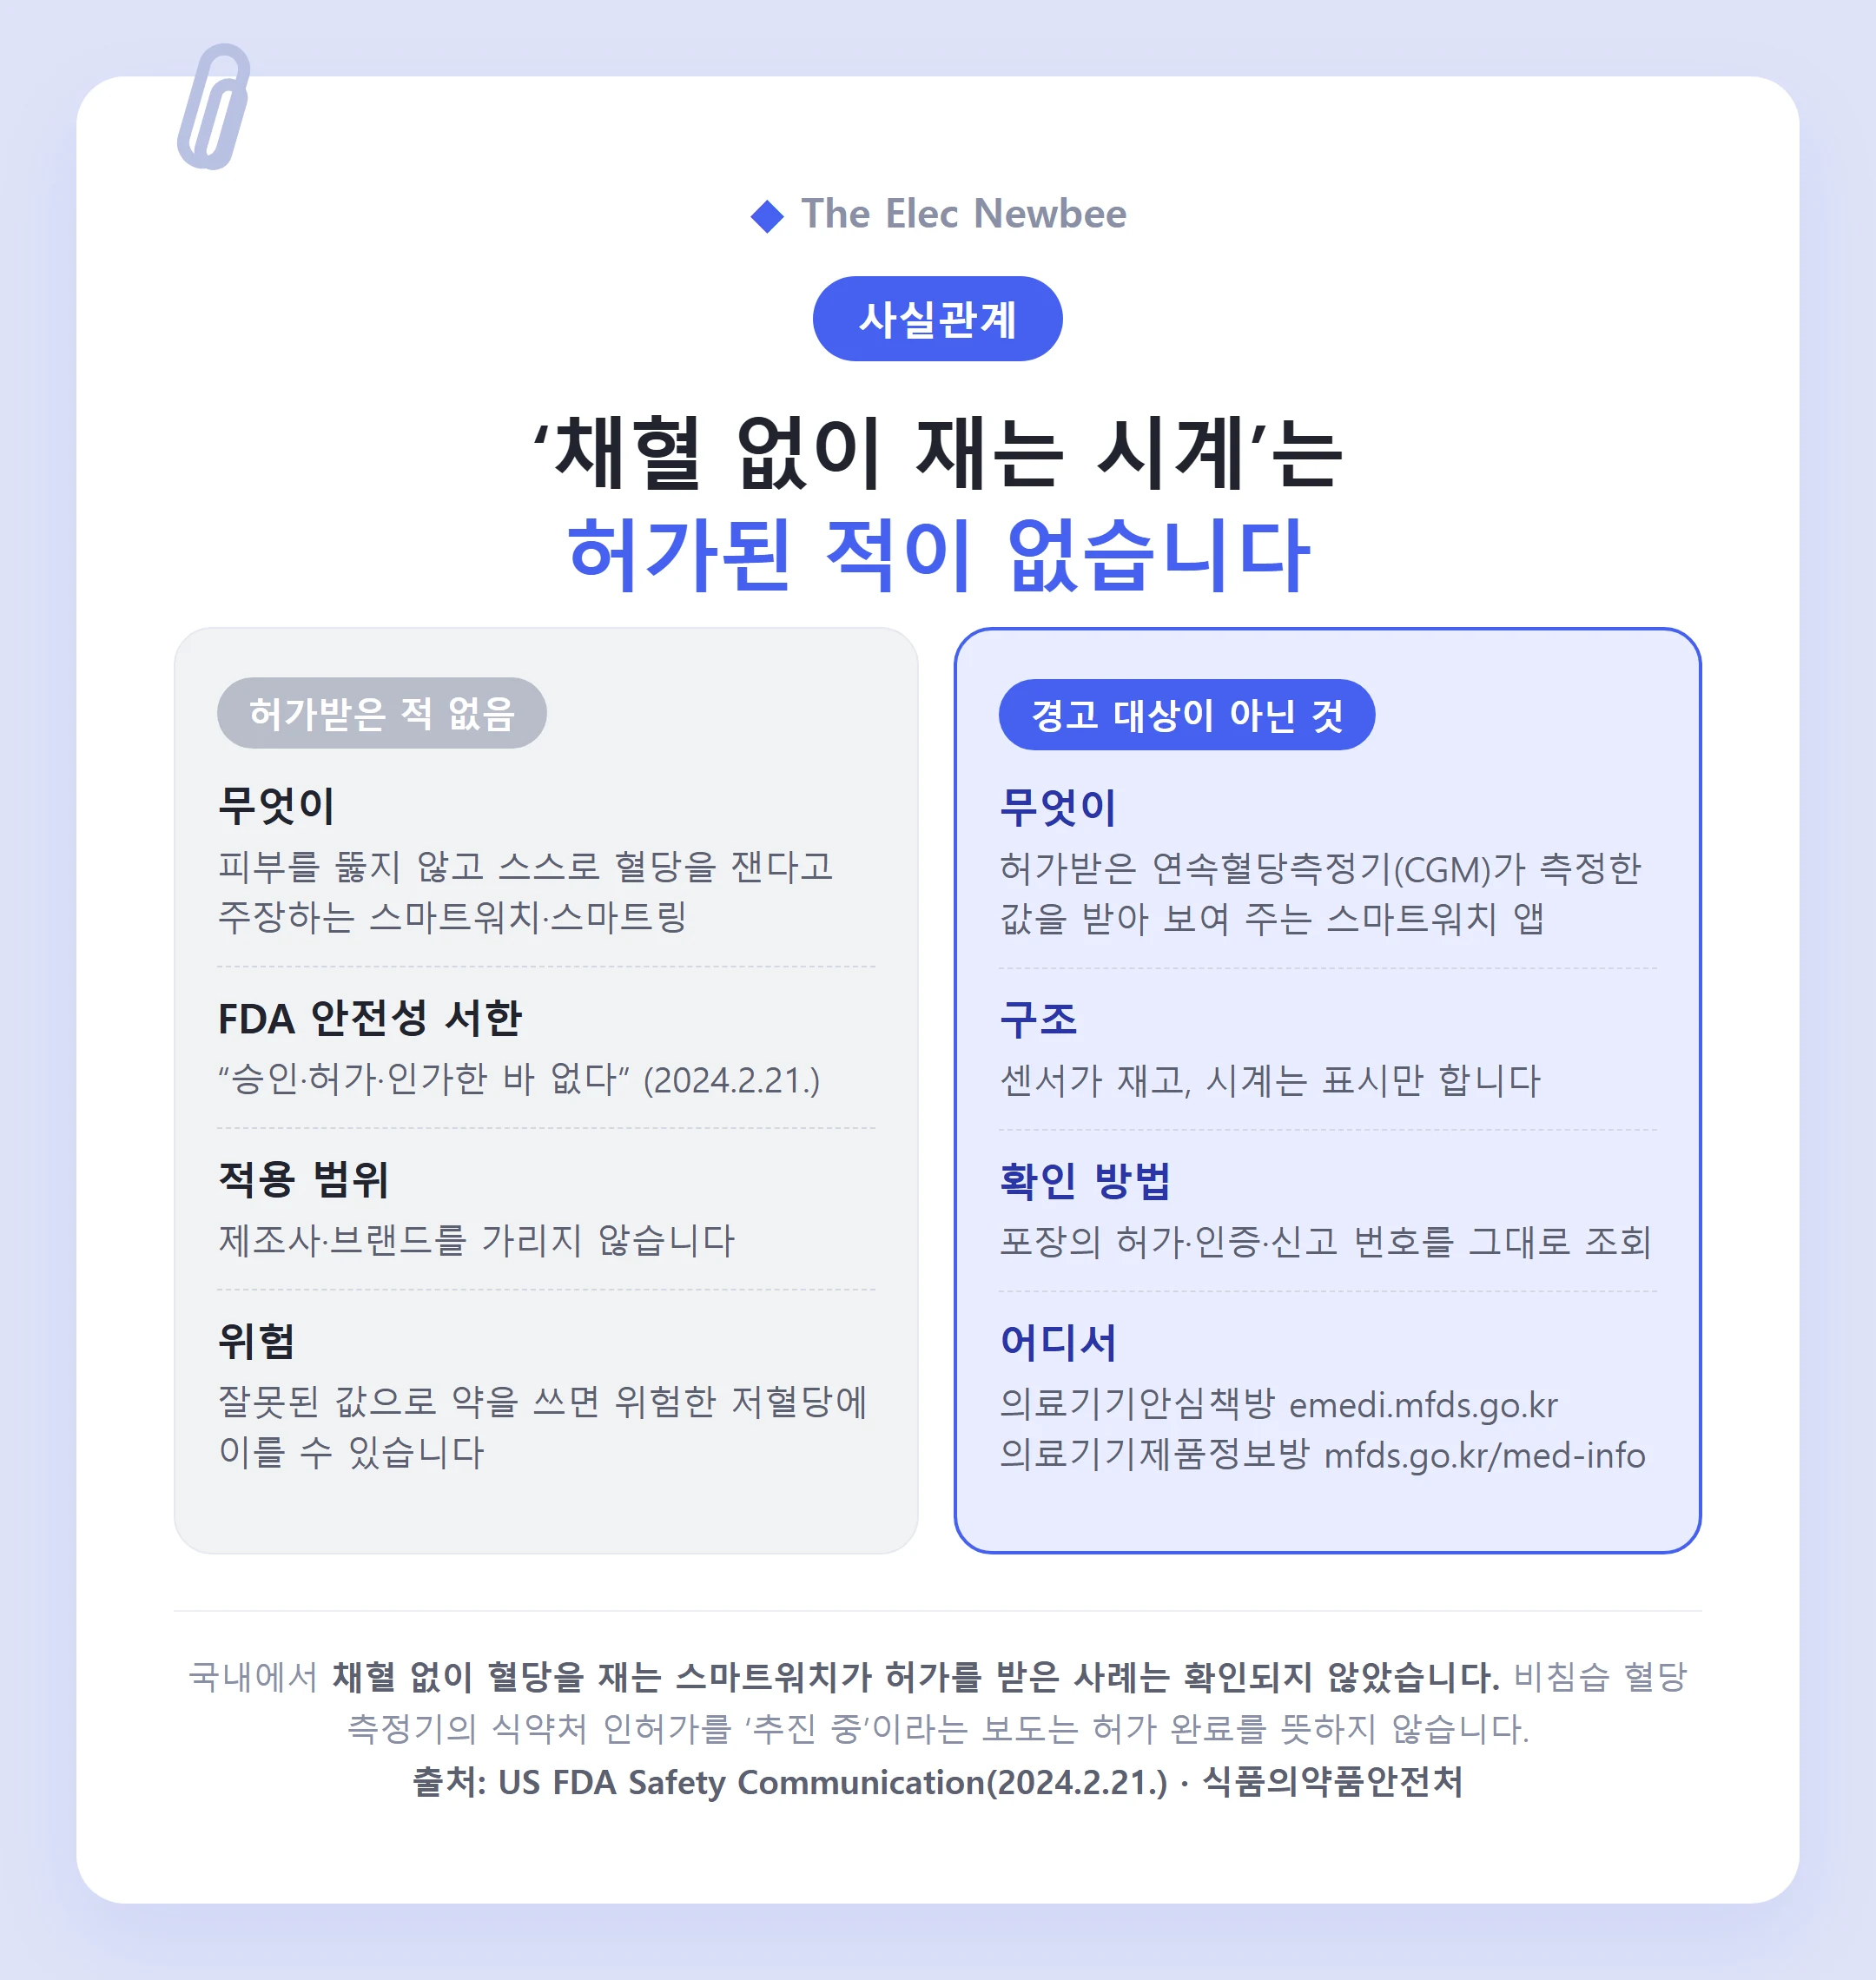 The Elec Newbee
사실관계
‘채혈 없이 재는 시계’는
허가된 적이 없습니다
허가받은 적 없음
무엇이
피부를 뚫지 않고 스스로 혈당을 잰다고
주장하는 스마트워치·스마트링
FDA 안전성 서한
“승인·허가·인가한 바 없다” (2024.2.21.)
적용 범위
제조사·브랜드를 가리지 않습니다
위험
잘못된 값으로 약을 쓰면 위험한 저혈당에
이를 수 있습니다
경고 대상이 아닌 것
무엇이
허가받은 연속혈당측정기(CGM)가 측정한
값을 받아 보여 주는 스마트워치 앱
구조
센서가 재고, 시계는 표시만 합니다
확인 방법
포장의 허가·인증·신고 번호를 그대로 조회
어디서
의료기기안심책방 emedi.mfds.go.kr
의료기기제품정보방 mfds.go.kr/med-info
국내에서 채혈 없이 혈당을 재는 스마트워치가 허가를 받은 사례는 확인되지 않았습니다. 비침습 혈당
측정기의 식약처 인허가를 ‘추진 중’이라는 보도는 허가 완료를 뜻하지 않습니다.
출처: US FDA Safety Communication(2024.2.21.) · 식품의약품안전처